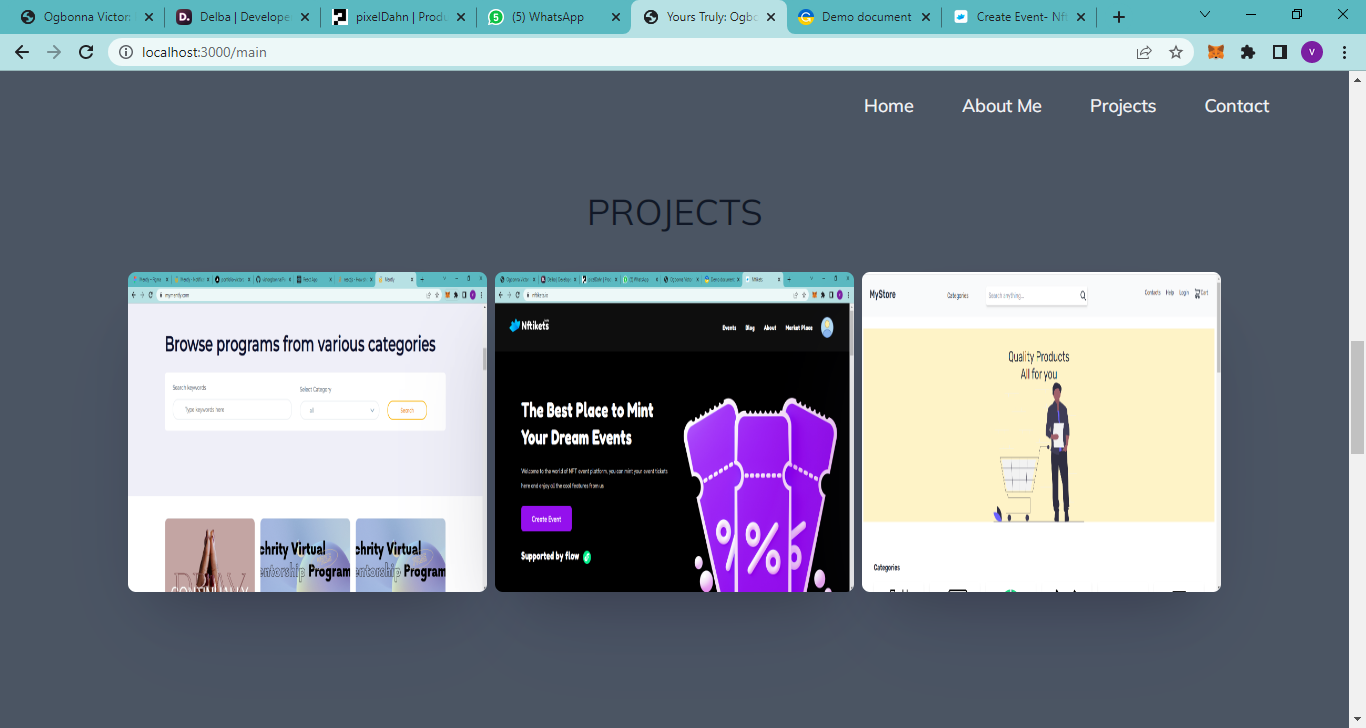 Ogbonna Victor:
Delba | Develope
pixelDahn | Produ
(5) WhatsApp
Yours Truly: Ogbo
Demo document
Create Event- Nft
localhost:3000/main
V
Home
About Me
Projects
Contact
PROJECTS
Browse programs from various categories
Search keywords
Select Category
Type keywords here
all
Search
chrity Virtual
entorship Program
chrity Virtual
entorship Program
nftikets.io
Nftikets
Events
Blog
About
Market Place
The Best Place to Mint
Your Dream Events
Welcome to the world of NFT event platform, you can mint your event tickets
here and enjoy all the cool features from us
Create Event
Supported by flow
% % %
MyStore
Categories
Search anything...
Contacts
Help
Login
Cart
Quality Products
All for you
Categories